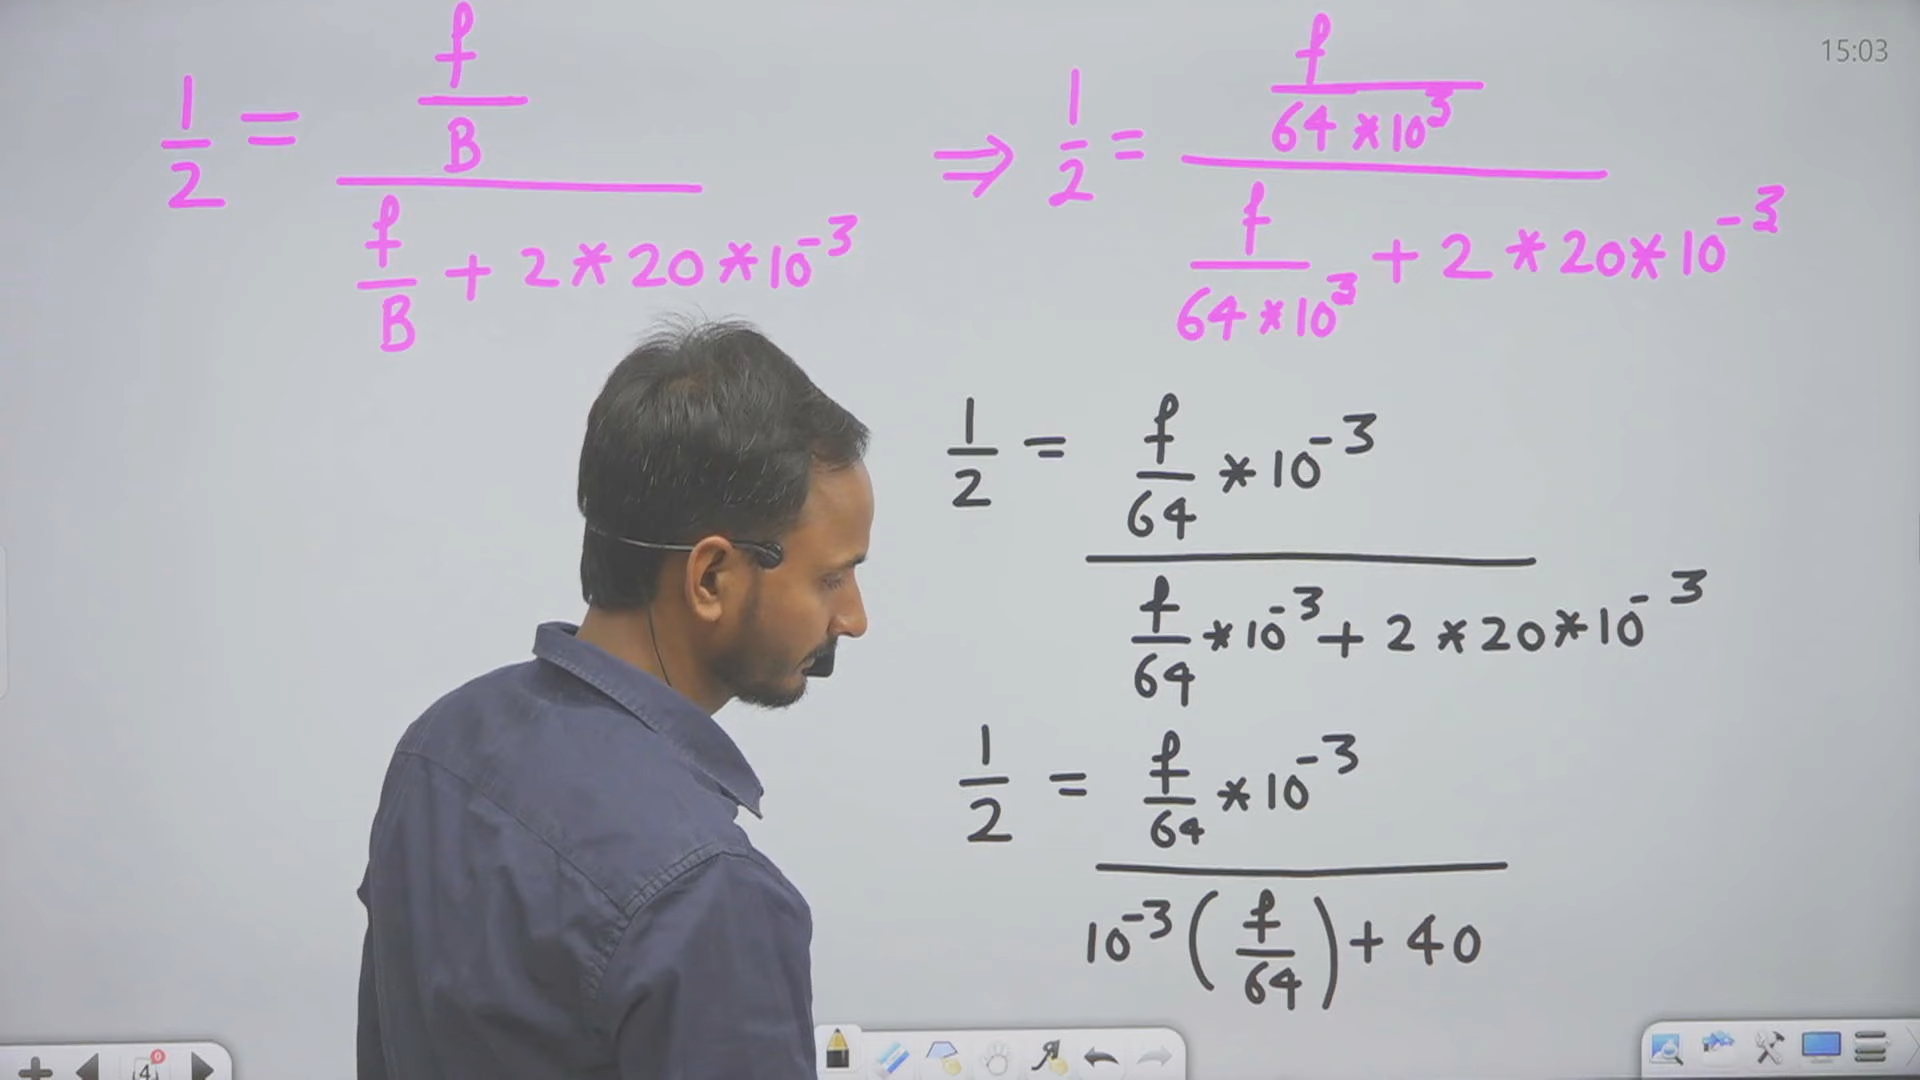 15:03
1/2 = (f/B)/(f/B + 2*20*10^-3) ⇒ 1/2 = (f/(64*10^3))/(f/(64*10^3) + 2*20*10^-3)
1/2 = (f/64 * 10^-3)/(f/64 * 10^-3 + 2*20*10^-3)
1/2 = (f/64 * 10^-3)/(10^-3 (f/64) + 40
0
4